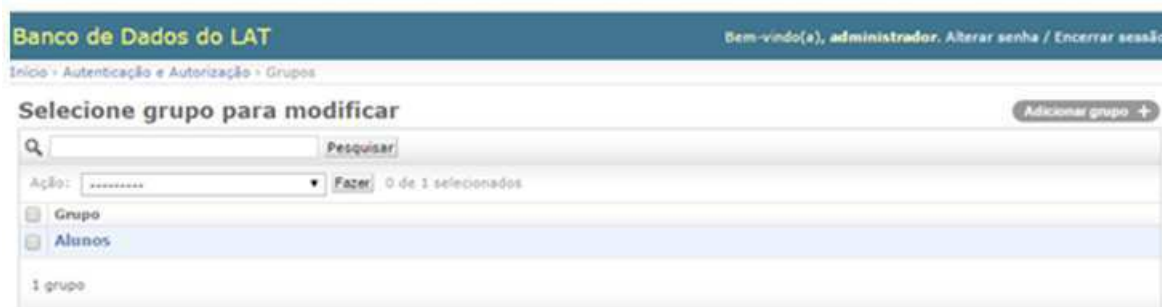 Banco de Dados do LAT
Bem-vindo(a), administrador. Alterar senha / Encerrar sessão
Início › Autenticação e Autorização › Grupos
Selecione grupo para modificar
Adicionar grupo +
Pesquisar
Ação: --------- Fazer 0 de 1 selecionados
Grupo
Alunos
1 grupo